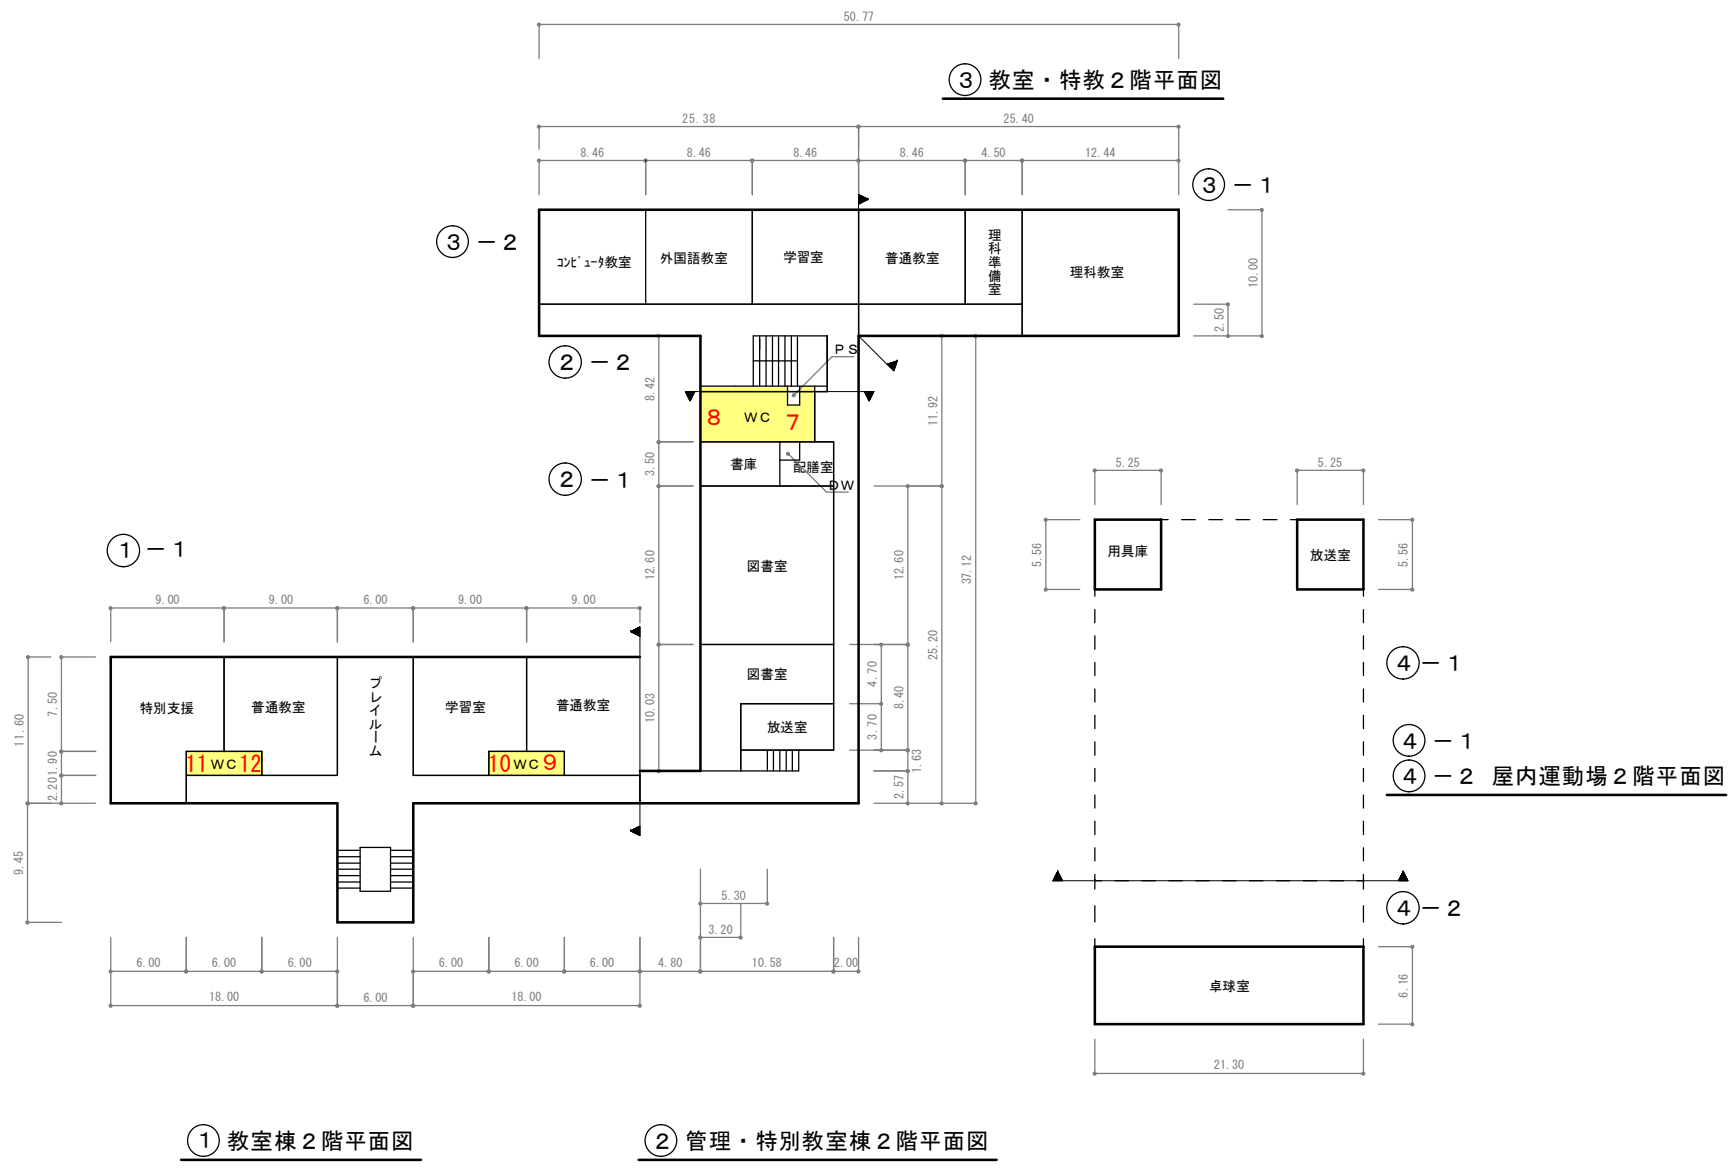 50.77
③ 教室・特教2階平面図
25.38 25.40
8.46 8.46 8.46 8.46 4.50 12.44
③－1
③－2
コンピュータ教室 外国語教室 学習室 普通教室 理科準備室 理科教室
10.00
2.50
②－2
PS
8.42
11.92
8 WC 7
3.50
書庫 配膳室
DW
②－1
5.25 5.25
5.56 用具庫 放送室 5.56
①－1
12.60 図書室 12.60
37.12
25.20
9.00 9.00 6.00 9.00 9.00
11.60
7.50
特別支援 普通教室 プレイルーム 学習室 普通教室
10.03
図書室
4.70
8.40
放送室
3.70
1.63
2.57
④－1
④－1
④－2 屋内運動場2階平面図
1.90
11 WC 12 10 WC 9
2.20
9.45
④－2
5.30
3.20
6.00 6.00 6.00 6.00 6.00 6.00 4.80 10.58 2.00
18.00 6.00 18.00
卓球室
6.16
21.30
① 教室棟2階平面図
② 管理・特別教室棟2階平面図